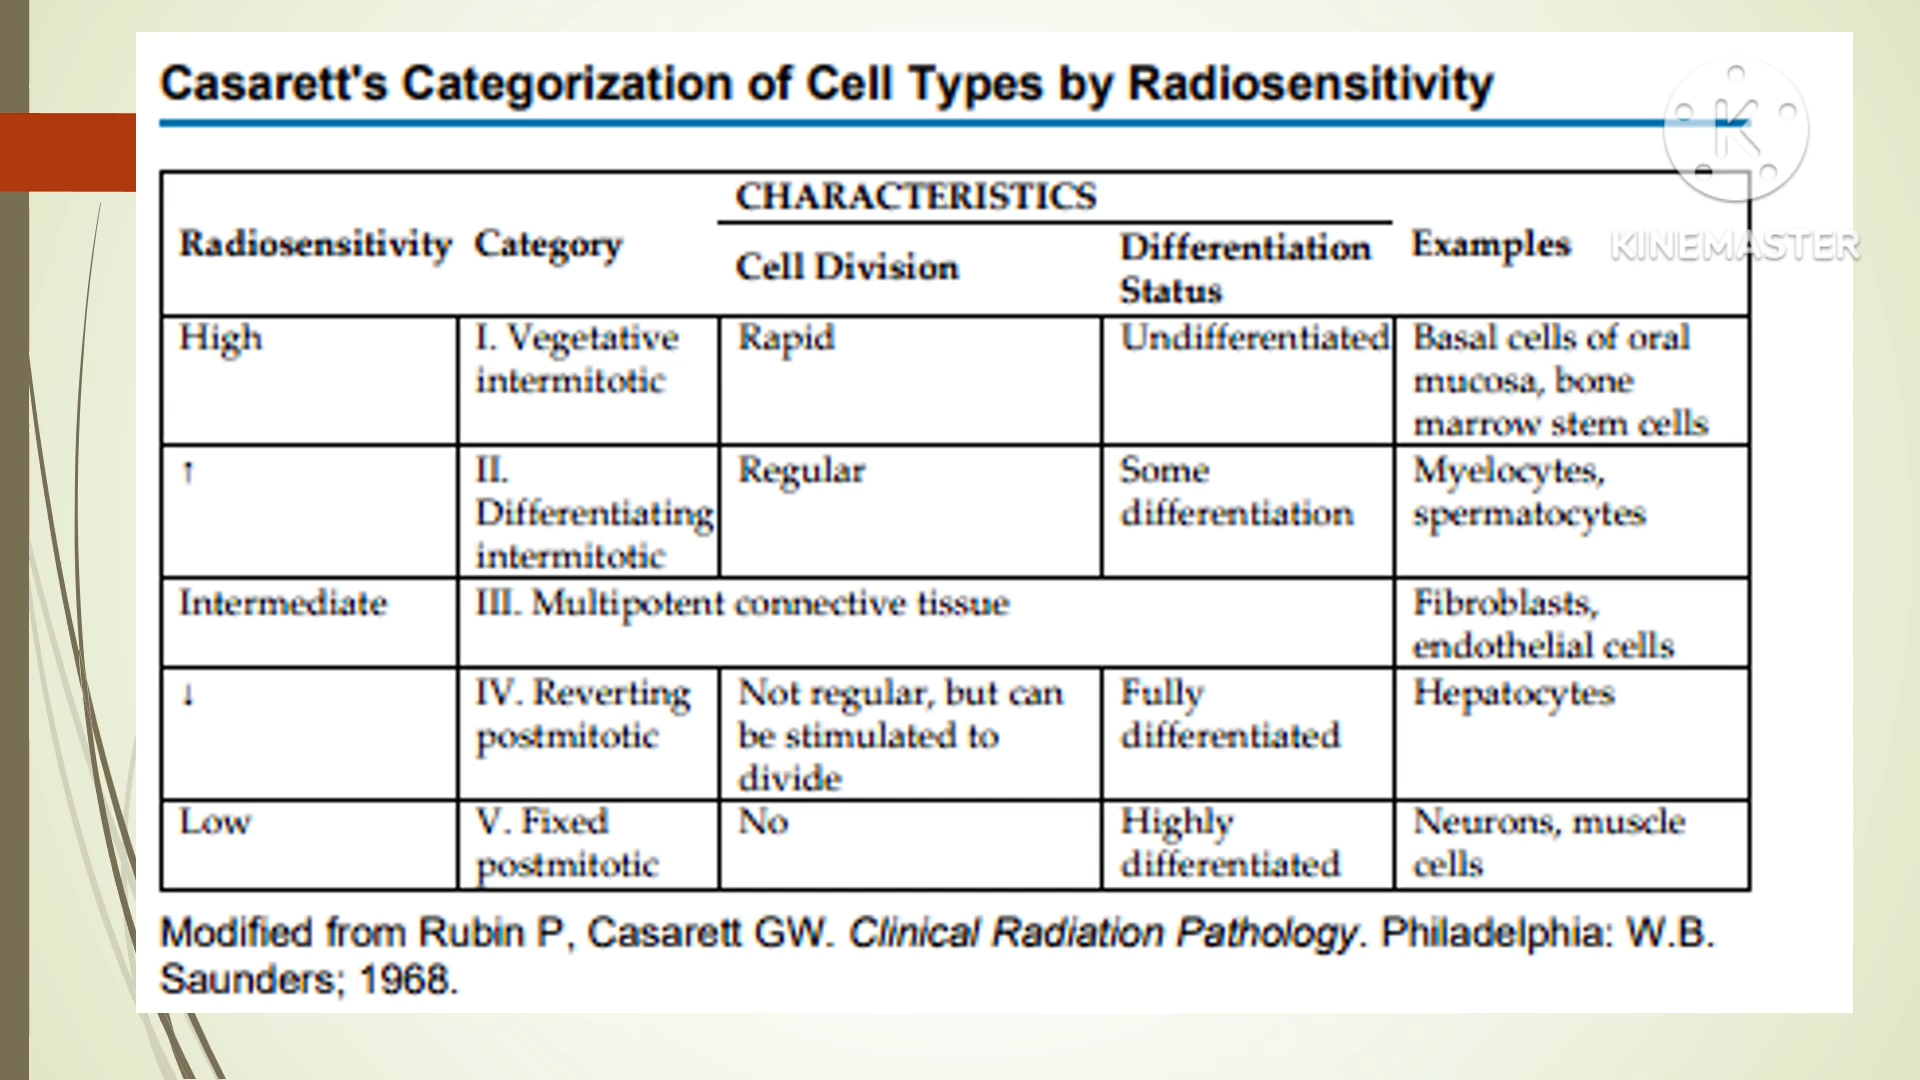 Casarett's Categorization of Cell Types by Radiosensitivity
K
KINEMASTER
CHARACTERISTICS
Radiosensitivity Category Cell Division Differentiation Status Examples
High I. Vegetative intermitotic Rapid Undifferentiated Basal cells of oral mucosa, bone marrow stem cells
↑ II. Differentiating intermitotic Regular Some differentiation Myelocytes, spermatocytes
Intermediate III. Multipotent connective tissue Fibroblasts, endothelial cells
↓ IV. Reverting postmitotic Not regular, but can be stimulated to divide Fully differentiated Hepatocytes
Low V. Fixed postmitotic No Highly differentiated Neurons, muscle cells
Modified from Rubin P, Casarett GW. Clinical Radiation Pathology. Philadelphia: W.B.
Saunders; 1968.